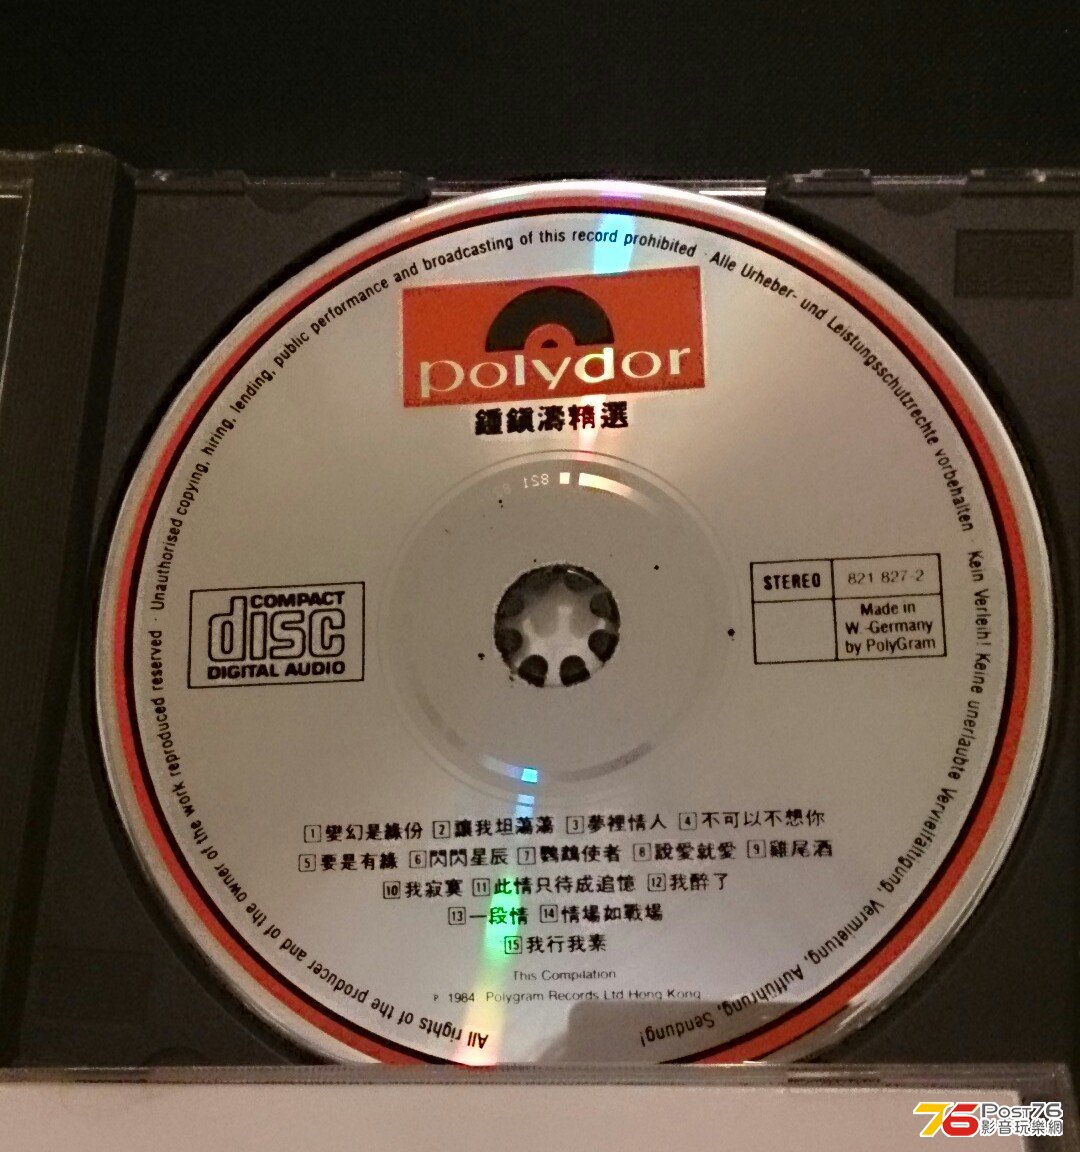 All rights of the producer and of the owner of the work reproduced reserved · Unauthorised copying, hiring, lending, public performance and broadcasting of this record prohibited · Alle Urheber- und Leistungsschutzrechte vorbehalten · Kein Verleih! Keine unerlaubte Vervielfältigung, Vermietung, Aufführung, Sendung!
polydor
鍾鎮濤精選
821
COMPACT
disc
DIGITAL AUDIO
STEREO
821 827-2
Made in
W.-Germany
by PolyGram
1 變幻是緣份 2 讓我坦蕩蕩 3 夢裡情人 4 不可以不想你
5 要是有緣 6 閃閃星辰 7 鸚鵡使者 8 說愛就愛 9 雞尾酒
10 我寂寞 11 此情只待成追憶 12 我醉了
13 一段情 14 情場如戰場
15 我行我素
This Compilation
℗ 1984 Polygram Records Ltd Hong Kong
76 Post76
影音玩樂網